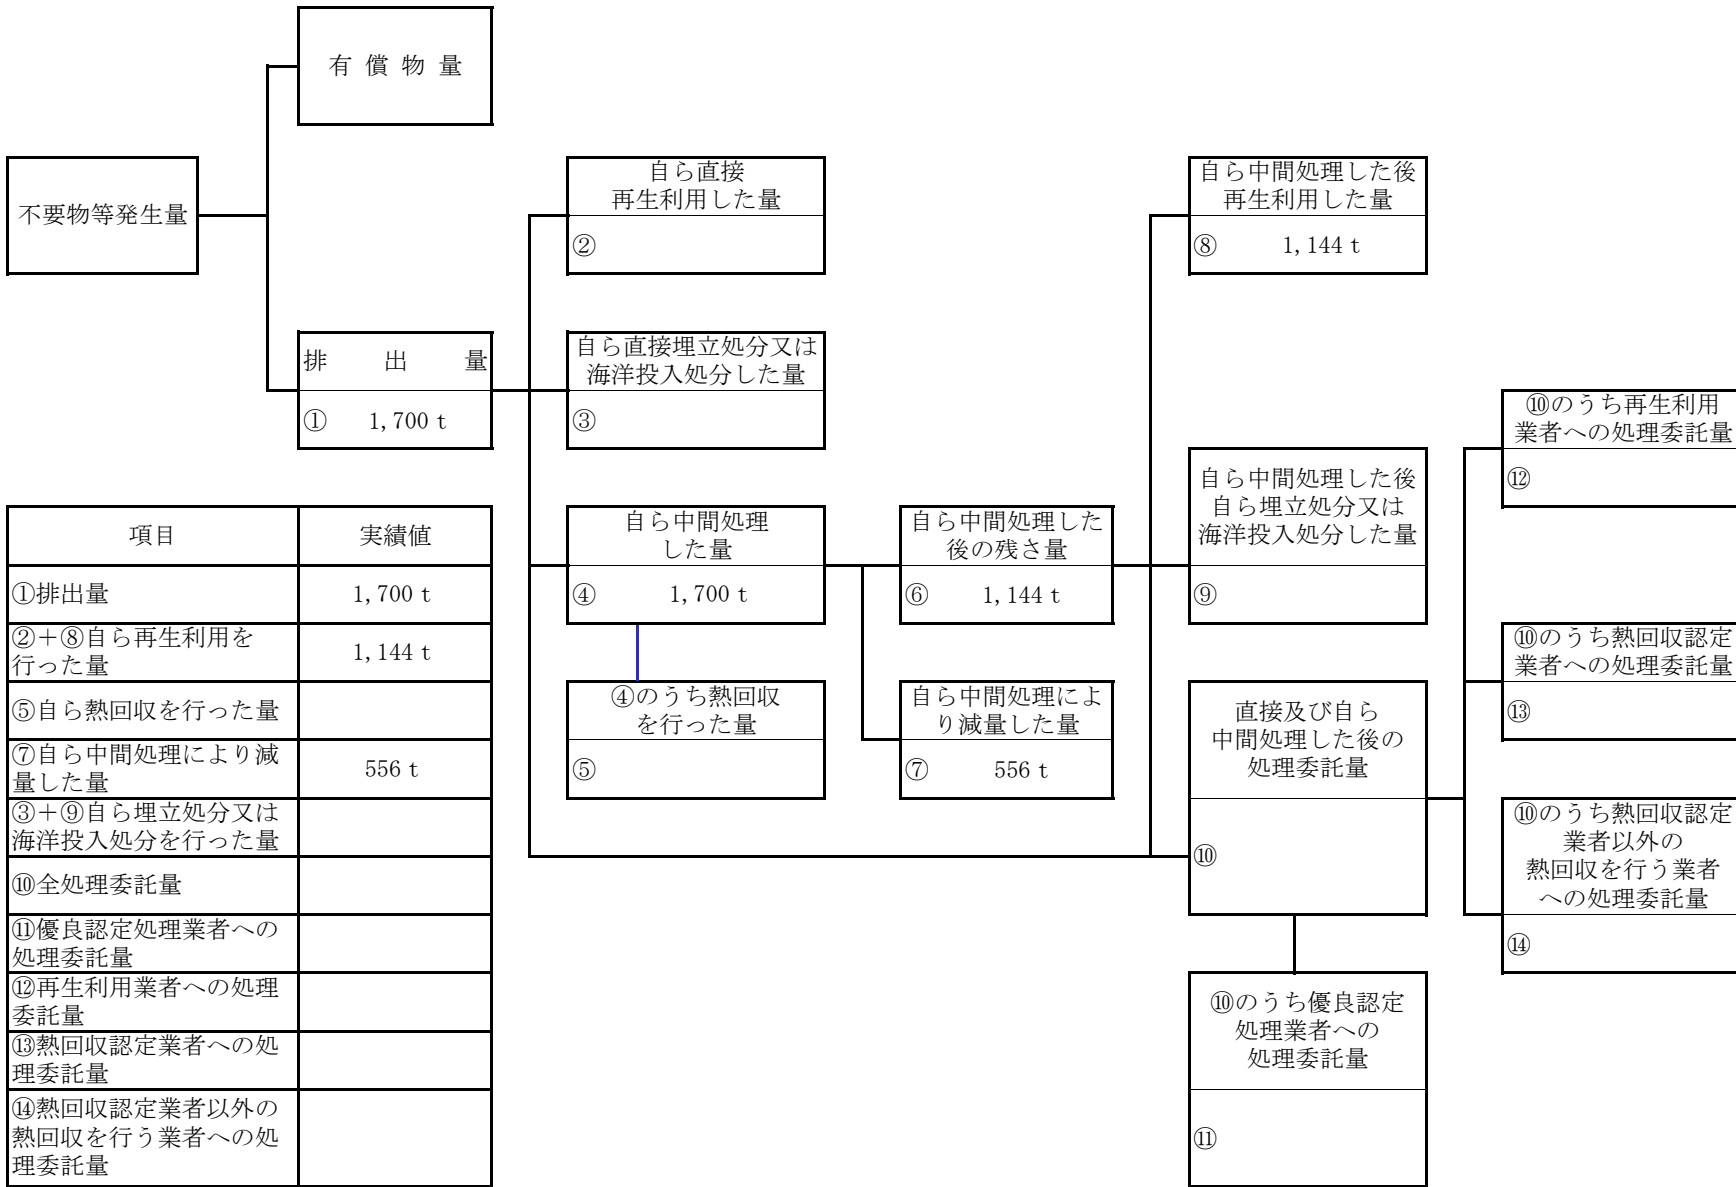 有 償 物 量
不要物等発生量
自ら直接
再生利用した量
②
自ら中間処理した後
再生利用した量
⑧ 1,144 t
排 出 量
① 1,700 t
自ら直接埋立処分又は
海洋投入処分した量
③
⑩のうち再生利用
業者への処理委託量
⑫
自ら中間処理した後
自ら埋立処分又は
海洋投入処分した量
⑨
自ら中間処理
した量
④ 1,700 t
自ら中間処理した
後の残さ量
⑥ 1,144 t
⑩のうち熱回収認定
業者への処理委託量
⑬
④のうち熱回収
を行った量
⑤
自ら中間処理によ
り減量した量
⑦ 556 t
直接及び自ら
中間処理した後の
処理委託量
⑩
⑩のうち熱回収認定
業者以外の
熱回収を行う業者
への処理委託量
⑭
⑩のうち優良認定
処理業者への
処理委託量
⑪
項目 実績値
①排出量 1,700 t
②+⑧自ら再生利用を
行った量 1,144 t
⑤自ら熱回収を行った量
⑦自ら中間処理により減
量した量 556 t
③+⑨自ら埋立処分又は
海洋投入処分を行った量
⑩全処理委託量
⑪優良認定処理業者への
処理委託量
⑫再生利用業者への処理
委託量
⑬熱回収認定業者への処
理委託量
⑭熱回収認定業者以外の
熱回収を行う業者への処
理委託量